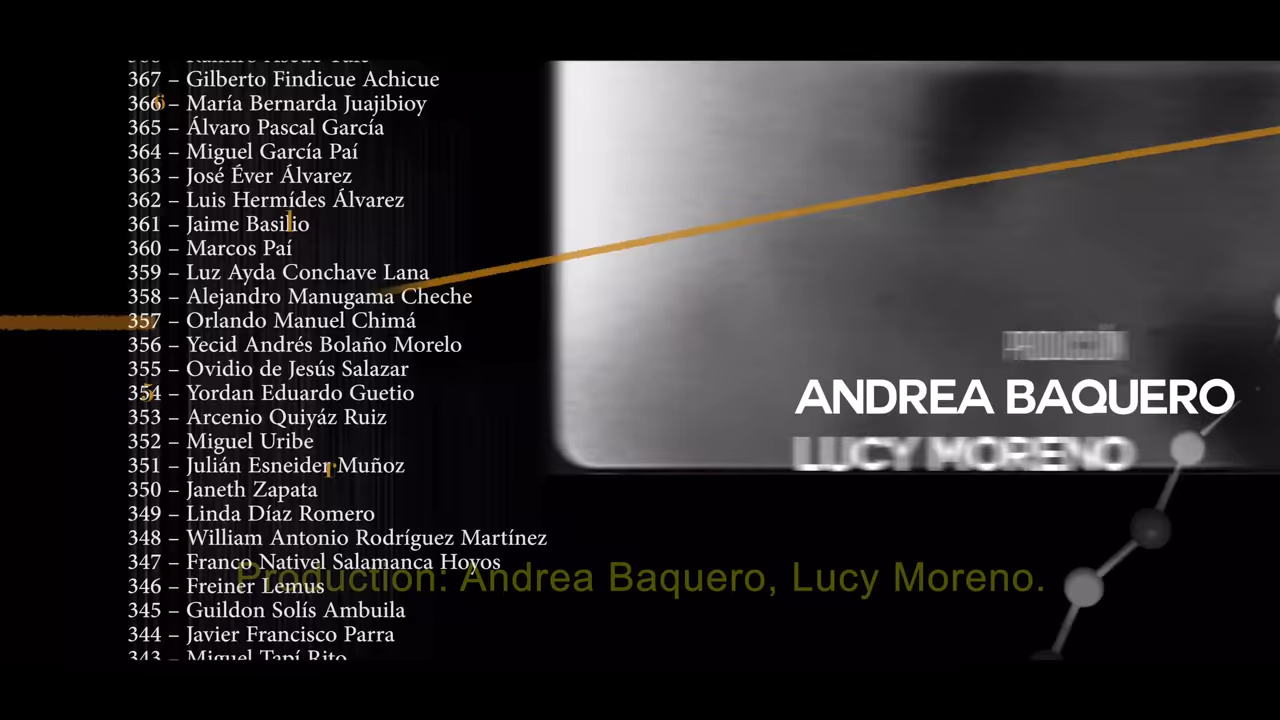 367 – Gilberto Findicue Achicue
366 – María Bernarda Juajibioy
365 – Álvaro Pascal García
364 – Miguel García Paí
363 – José Éver Álvarez
362 – Luis Hermídes Álvarez
361 – Jaime Basilio
360 – Marcos Paí
359 – Luz Ayda Conchave Lana
358 – Alejandro Manugama Cheche
357 – Orlando Manuel Chimá
356 – Yecid Andrés Bolaño Morelo
355 – Ovidio de Jesús Salazar
354 – Yordan Eduardo Guetio
353 – Arcenio Quiyáz Ruiz
352 – Miguel Uribe
351 – Julián Esneider Muñoz
350 – Janeth Zapata
349 – Linda Díaz Romero
348 – William Antonio Rodríguez Martínez
347 – Franco Nativel Salamanca Hoyos
346 – Freiner Lemus
345 – Guildon Solís Ambuila
344 – Javier Francisco Parra
343 – Miguel Tapí Rito
ANDREA BAQUERO
LUCY MORENO
Production: Andrea Baquero, Lucy Moreno.